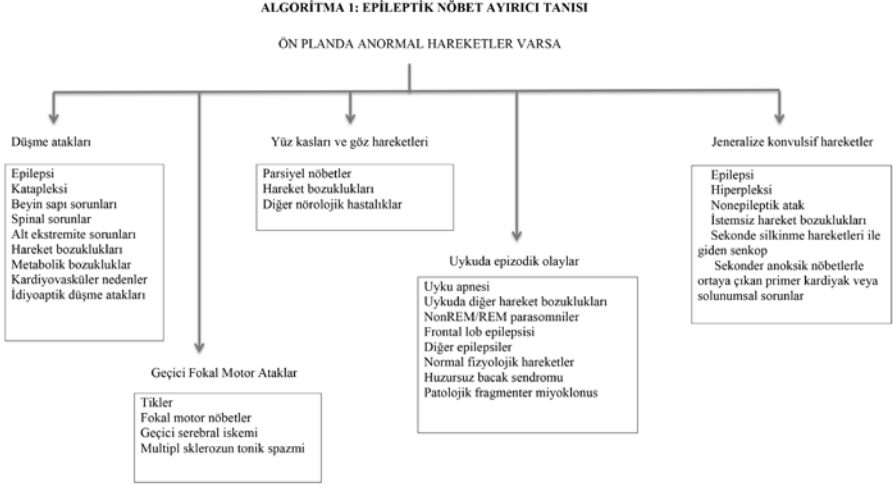 ALGORİTMA 1: EPİLEPTİK NÖBET AYIRICI TANISI
ÖN PLANDA ANORMAL HAREKETLER VARSA
Düşme atakları
Epilepsi
Katapleksi
Beyin sapı sorunları
Spinal sorunlar
Alt ekstremite sorunları
Hareket bozuklukları
Metabolik bozukluklar
Kardiyovasküler nedenler
İdiyoaptik düşme atakları
Geçici Fokal Motor Ataklar
Tikler
Fokal motor nöbetler
Geçici serebral iskemi
Multipl sklerozun tonik spazmi
Yüz kasları ve göz hareketleri
Parsiyel nöbetler
Hareket bozuklukları
Diğer nörolojik hastalıklar
Uykuda epizodik olaylar
Uyku apnesi
Uykuda diğer hareket bozuklukları
NonREM/REM parasomniler
Frontal lob epilepsisi
Diğer epilepsiler
Normal fizyolojik hareketler
Huzursuz bacak sendromu
Patolojik fragmenter miyoklonus
Jeneralize konvulsif hareketler
Epilepsi
Hiperpleksi
Nonepileptik atak
İstemsiz hareket bozuklukları
Sekonde silkinme hareketleri ile
giden senkop
Sekonder anoksik nöbetlerle
ortaya çıkan primer kardiyak veya
solunumsal sorunlar